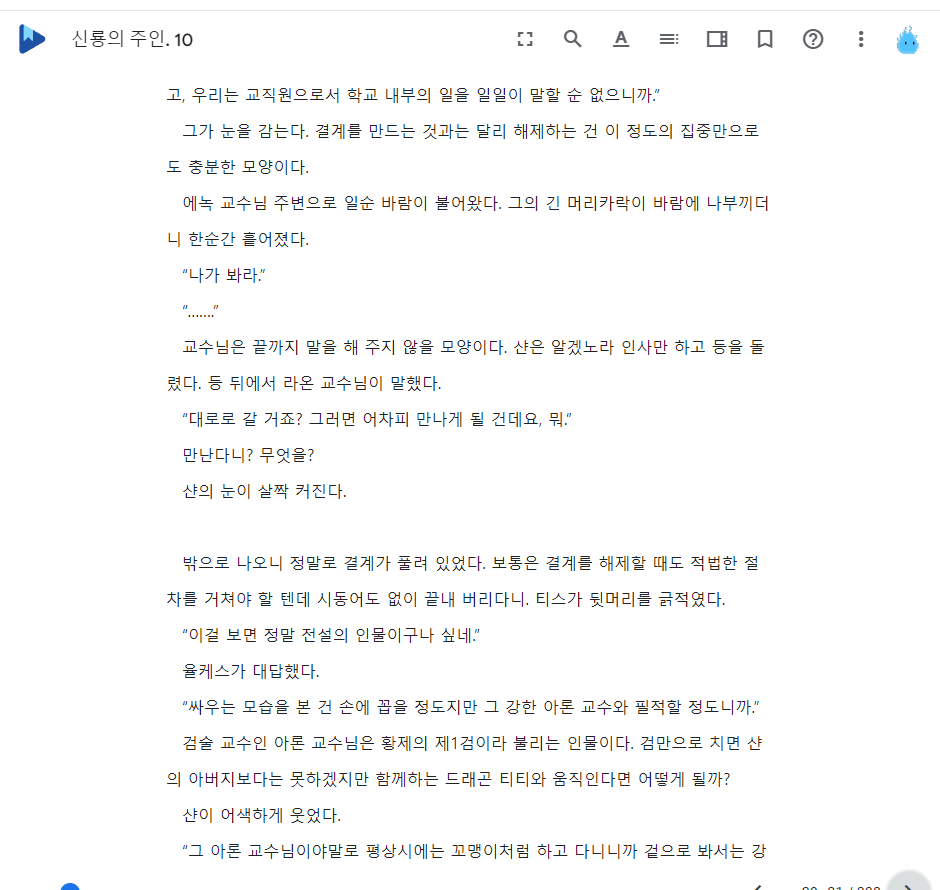 신룡의 주인. 10
고, 우리는 교직원으로서 학교 내부의 일을 일일이 말할 순 없으니까.”
그가 눈을 감는다. 결계를 만드는 것과는 달리 해제하는 건 이 정도의 집중만으로
도 충분한 모양이다.
에녹 교수님 주변으로 일순 바람이 불어왔다. 그의 긴 머리카락이 바람에 나부끼더
니 한순간 흩어졌다.
“나가 봐라.”
“…….”
교수님은 끝까지 말을 해 주지 않을 모양이다. 샨은 알겠노라 인사만 하고 등을 돌
렸다. 등 뒤에서 라온 교수님이 말했다.
“대로로 갈 거죠? 그러면 어차피 만나게 될 건데요, 뭐.”
만난다니? 무엇을?
샨의 눈이 살짝 커진다.
밖으로 나오니 정말로 결계가 풀려 있었다. 보통은 결계를 해제할 때도 적법한 절
차를 거쳐야 할 텐데 시동어도 없이 끝내 버리다니. 티스가 뒷머리를 긁적였다.
“이걸 보면 정말 전설의 인물이구나 싶네.”
율케스가 대답했다.
“싸우는 모습을 본 건 손에 꼽을 정도지만 그 강한 아론 교수와 필적할 정도니까.”
검술 교수인 아론 교수님은 황제의 제1검이라 불리는 인물이다. 검만으로 치면 샨
의 아버지보다는 못하겠지만 함께하는 드래곤 티티와 움직인다면 어떻게 될까?
샨이 어색하게 웃었다.
“그 아론 교수님이야말로 평상시에는 꼬맹이처럼 하고 다니니까 겉으로 봐서는 강